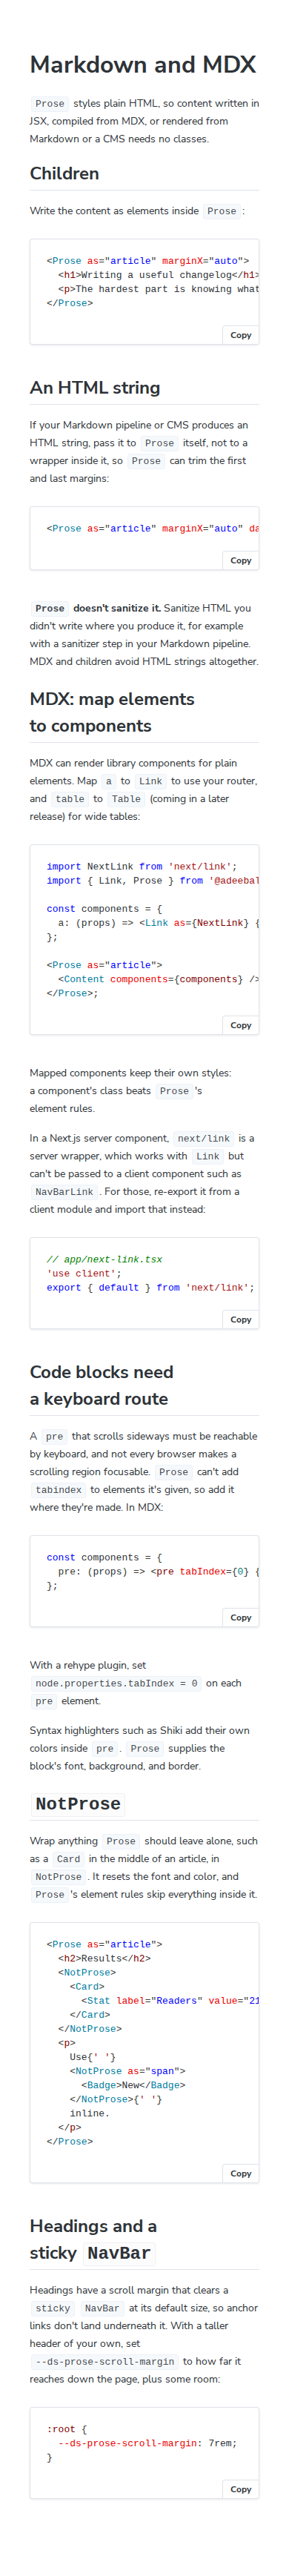 Markdown and MDX
Prose styles plain HTML, so content written in
JSX, compiled from MDX, or rendered from
Markdown or a CMS needs no classes.
Children
Write the content as elements inside Prose :
<Prose as="article" marginX="auto">
<h1>Writing a useful changelog</h1>
<p>The hardest part is knowing what
</Prose>
Copy
An HTML string
If your Markdown pipeline or CMS produces an
HTML string, pass it to Prose itself, not to a
wrapper inside it, so Prose can trim the first
and last margins:
<Prose as="article" marginX="auto" da
Copy
Prose doesn't sanitize it. Sanitize HTML you
didn't write where you produce it, for example
with a sanitizer step in your Markdown pipeline.
MDX and children avoid HTML strings altogether.
MDX: map elements
to components
MDX can render library components for plain
elements. Map a to Link to use your router,
and table to Table (coming in a later
release) for wide tables:
import NextLink from 'next/link';
import { Link, Prose } from '@adeebal
const components = {
a: (props) => <Link as={NextLink} {
};
<Prose as="article">
<Content components={components} />
</Prose>;
Copy
Mapped components keep their own styles:
a component's class beats Prose 's
element rules.
In a Next.js server component, next/link is a
server wrapper, which works with Link but
can't be passed to a client component such as
NavBarLink . For those, re-export it from a
client module and import that instead:
// app/next-link.tsx
'use client';
export { default } from 'next/link';
Copy
Code blocks need
a keyboard route
A pre that scrolls sideways must be reachable
by keyboard, and not every browser makes a
scrolling region focusable. Prose can't add
tabindex to elements it's given, so add it
where they're made. In MDX:
const components = {
pre: (props) => <pre tabIndex={0} {
};
Copy
With a rehype plugin, set
node.properties.tabIndex = 0 on each
pre element.
Syntax highlighters such as Shiki add their own
colors inside pre . Prose supplies the
block's font, background, and border.
NotProse
Wrap anything Prose should leave alone, such
as a Card in the middle of an article, in
NotProse . It resets the font and color, and
Prose 's element rules skip everything inside it.
<Prose as="article">
<h2>Results</h2>
<NotProse>
<Card>
<Stat label="Readers" value="21
</Card>
</NotProse>
<p>
Use{' '}
<NotProse as="span">
<Badge>New</Badge>
</NotProse>{' '}
inline.
</p>
</Prose>
Copy
Headings and a
sticky NavBar
Headings have a scroll margin that clears a
sticky NavBar at its default size, so anchor
links don't land underneath it. With a taller
header of your own, set
--ds-prose-scroll-margin to how far it
reaches down the page, plus some room:
:root {
--ds-prose-scroll-margin: 7rem;
}
Copy